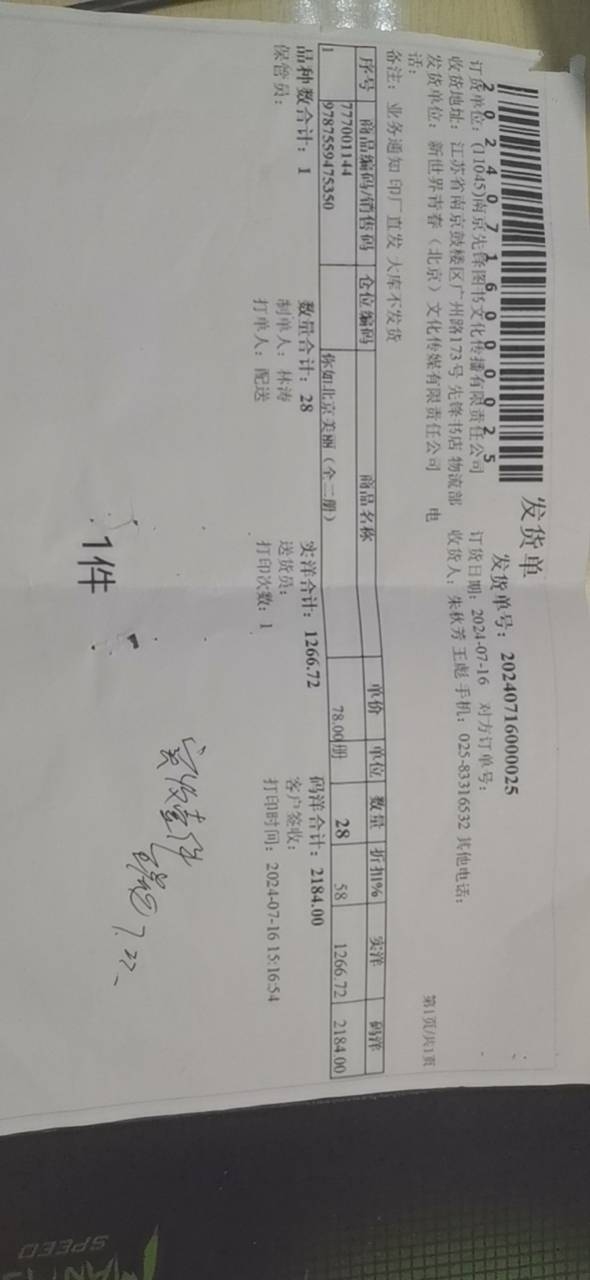 发货单
20240716000025
发货单号：20240716000025
订货单位：(11045)南京先锋图书文化传播有限责任公司 订货日期：2024-07-16 对方订单号：
收货地址：江苏省南京鼓楼区广州路173号 先锋书店 物流部 收货人：朱秋芳 王彪 手机：025-83316532 其他电话：
发货单位：新世界青春（北京）文化传媒有限责任公司 电
话：
第1页/共1页
备注：业务通知 印厂直发 大库不发货
序号 商品编码/销售码 仓位编码 商品名称 单价 单位 数量 折扣% 实洋 码洋
1 777001144 你如北京美丽（全二册） 78.00 册 28 58 1266.72 2184.00
9787559475350
品种数合计：1 数量合计：28 实洋合计：1266.72 码洋合计：2184.00
保管员： 制单人：林涛 送货员： 客户签收：
打单人：配送 打印次数：1 打印时间：2024-07-16 15:16:54
实收壹件
7.22
1件
SPEED